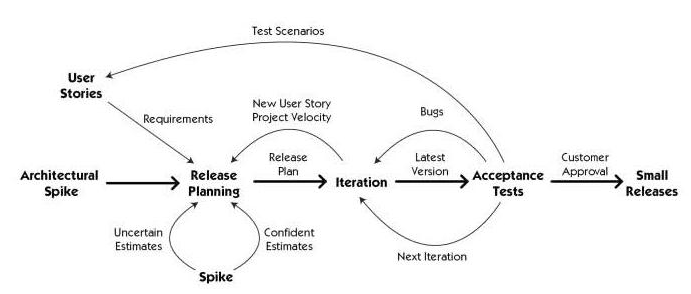 Test Scenarios
User
Stories
Requirements
New User Story
Project Velocity
Bugs
Architectural
Spike
Release
Planning
Release
Plan
Iteration
Latest
Version
Acceptance
Tests
Customer
Approval
Small
Releases
Uncertain
Estimates
Confident
Estimates
Next Iteration
Spike